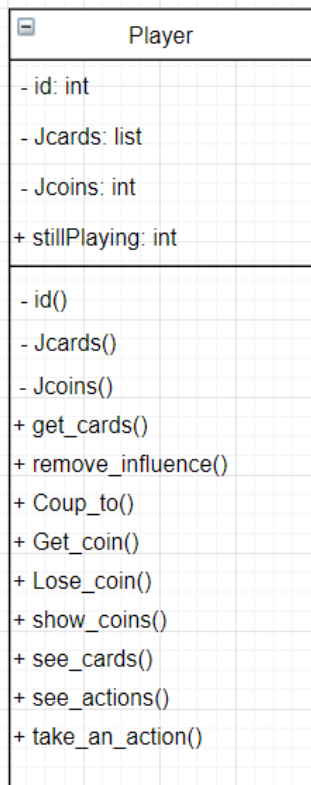 Player
- id: int
- Jcards: list
- Jcoins: int
+ stillPlaying: int
- id()
- Jcards()
- Jcoins()
+ get_cards()
+ remove_influence()
+ Coup_to()
+ Get_coin()
+ Lose_coin()
+ show_coins()
+ see_cards()
+ see_actions()
+ take_an_action()